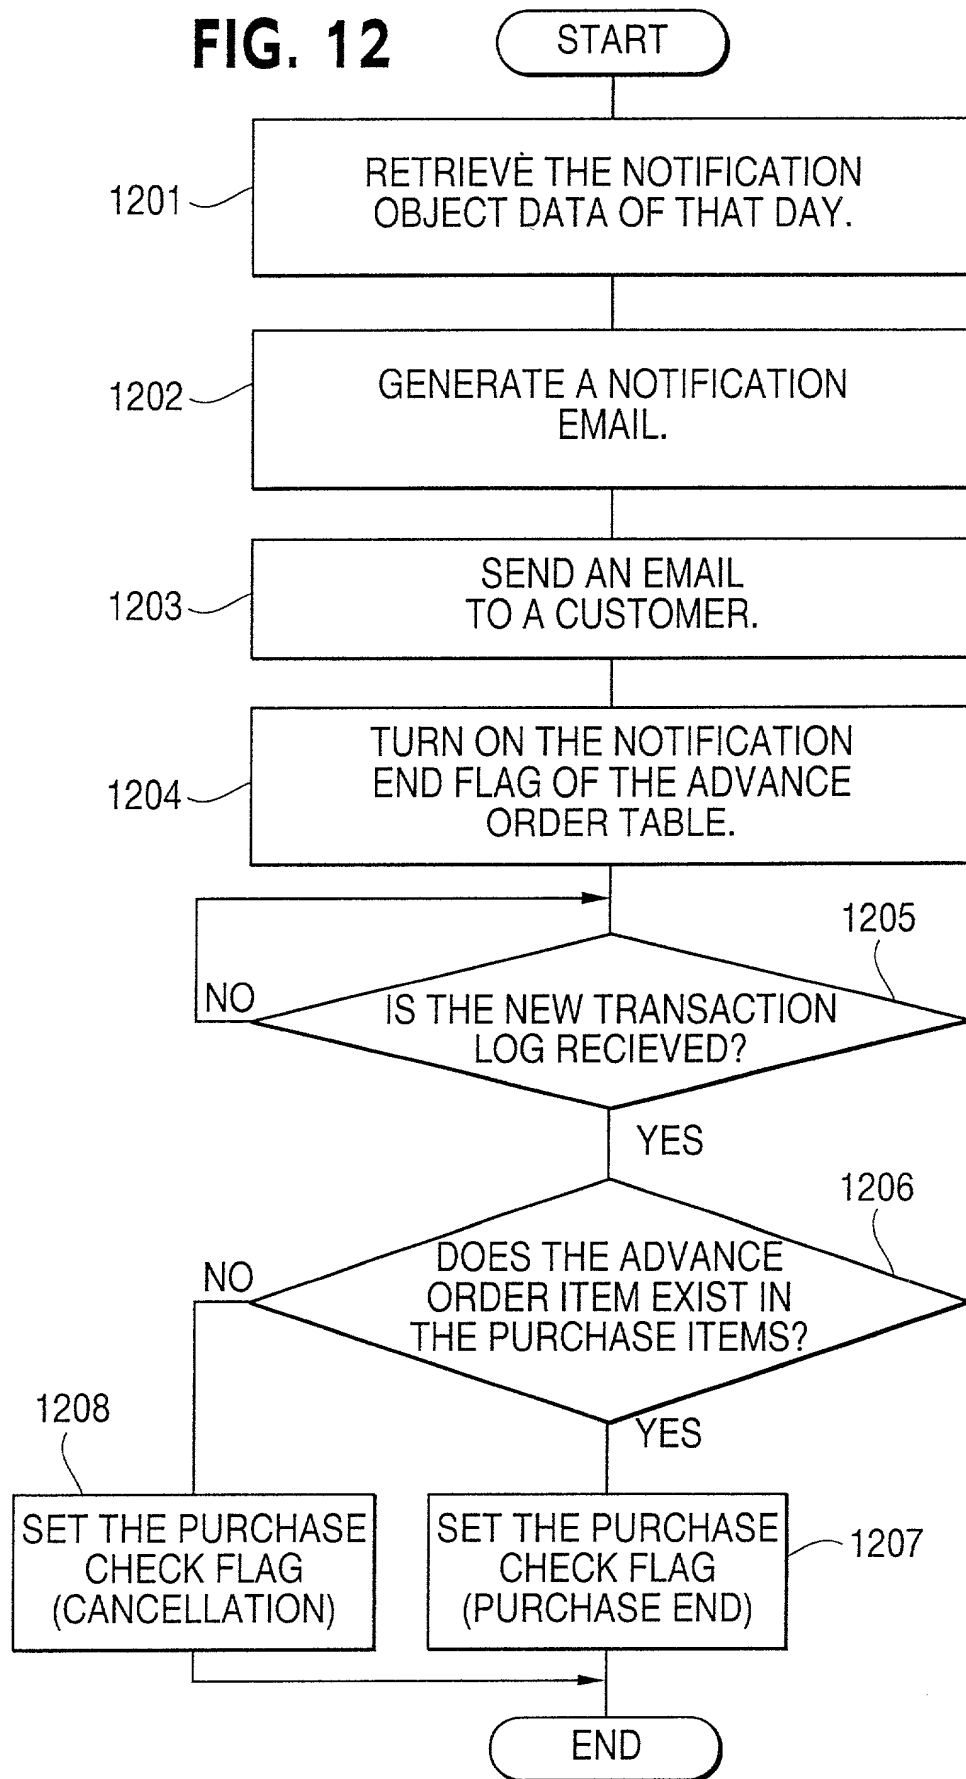 FIG. 12
START
1201
RETRIEVE THE NOTIFICATION
OBJECT DATA OF THAT DAY.
1202
GENERATE A NOTIFICATION
EMAIL.
1203
SEND AN EMAIL
TO A CUSTOMER.
1204
TURN ON THE NOTIFICATION
END FLAG OF THE ADVANCE
ORDER TABLE.
1205
NO
IS THE NEW TRANSACTION
LOG RECIEVED?
YES
1206
NO
DOES THE ADVANCE
ORDER ITEM EXIST IN
THE PURCHASE ITEMS?
YES
1208
SET THE PURCHASE
CHECK FLAG
(CANCELLATION)
SET THE PURCHASE
CHECK FLAG
(PURCHASE END)
1207
END